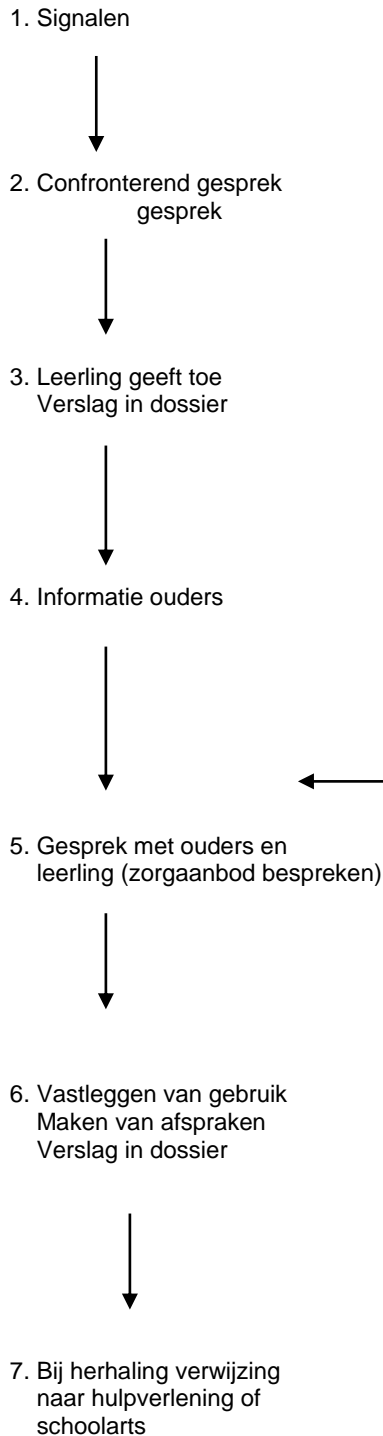 1. Signalen
2. Confronterend gesprek
gesprek
3. Leerling geeft toe
Verslag in dossier
4. Informatie ouders
5. Gesprek met ouders en
leerling (zorgaanbod bespreken)
6. Vastleggen van gebruik
Maken van afspraken
Verslag in dossier
7. Bij herhaling verwijzing
naar hulpverlening of
schoolarts